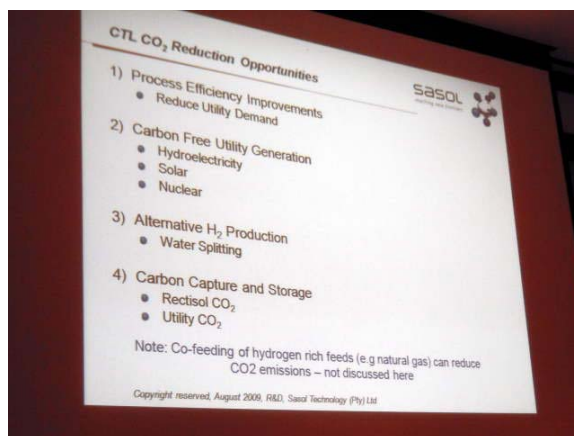 CTL CO₂ Reduction Opportunities
sasol
1) Process Efficiency Improvements
• Reduce Utility Demand
2) Carbon Free Utility Generation
• Hydroelectricity
• Solar
• Nuclear
3) Alternative H₂ Production
• Water Splitting
4) Carbon Capture and Storage
• Rectisol CO₂
• Utility CO₂
Note: Co-feeding of hydrogen rich feeds (e.g natural gas) can reduce
CO2 emissions – not discussed here
Copyright reserved, August 2009, R&D, Sasol Technology (Pty) Ltd